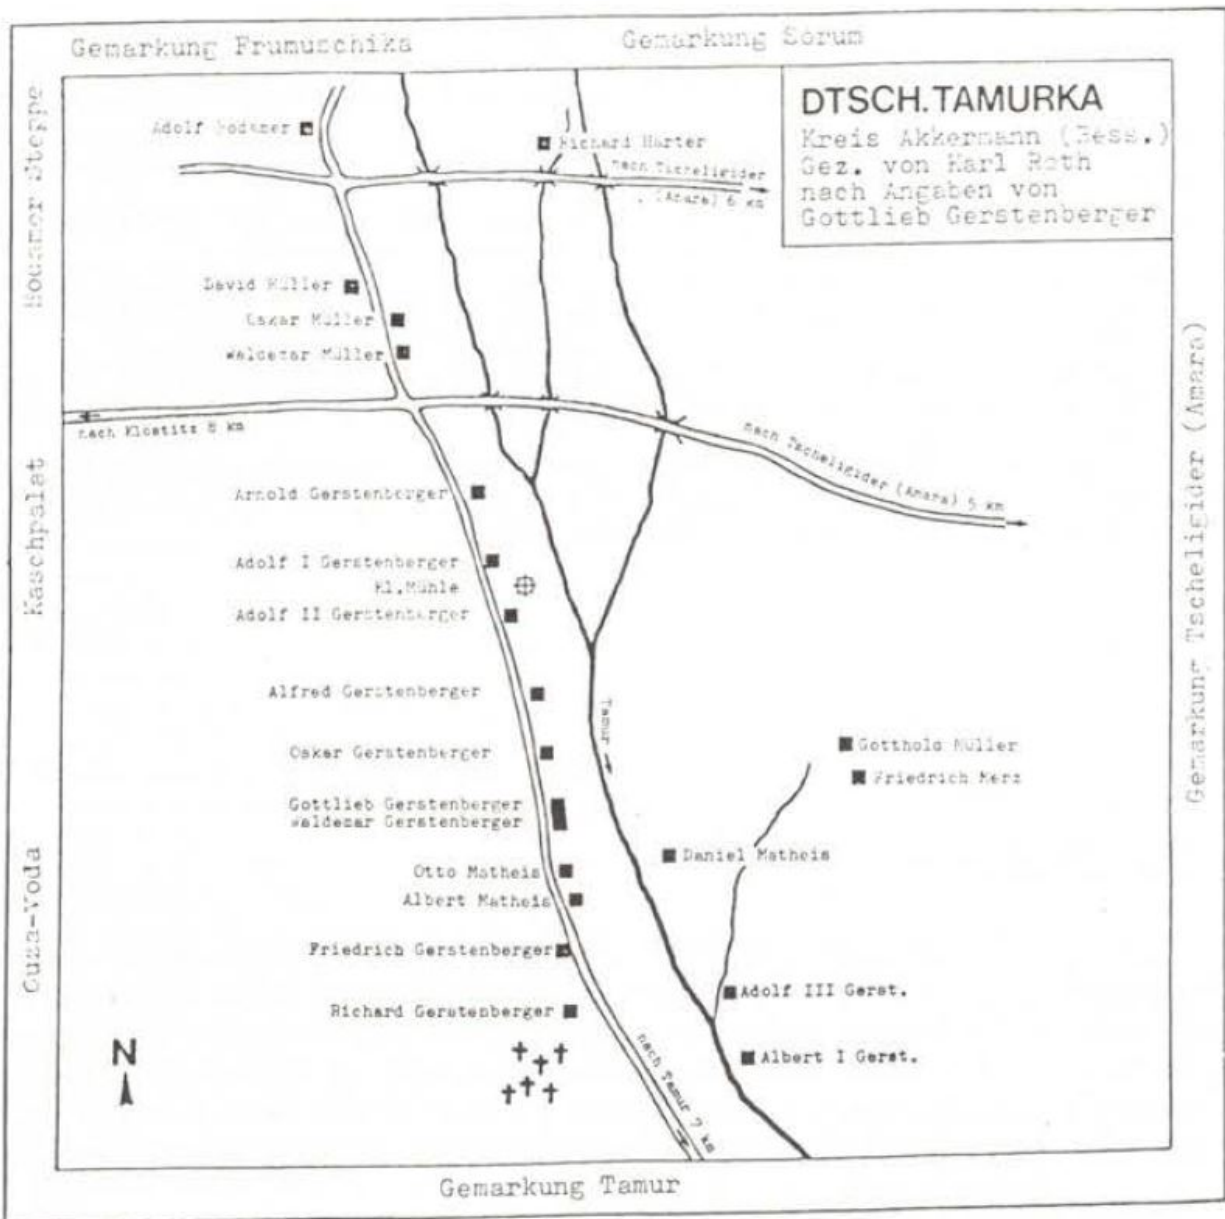 Gemarkung Frumuschika
Gemarkung Sorum
DTSCH.TAMURKA
Kreis Akkermann (Bess.)
Gez. von Karl Roth
nach Angaben von
Gottlieb Gerstenberger
Adolf
Richard Härter
nach Tscheligider
(Amara) 6 km
Steppe
David Müller
Oskar Müller
Waldemar Müller
nach Klostitz 8 km
nach Tscheligider (Amara) 5 km
Gemarkung Tscheligider (Amara)
Kaschpalat
Arnold Gerstenberger
Adolf I Gerstenberger
Kl.Mühle
Adolf II Gerstenberger
Alfred Gerstenberger
Tamur
Oskar Gerstenberger
Gotthold Müller
Friedrich Merz
Gottlieb Gerstenberger
Waldemar Gerstenberger
Daniel Matheis
Otto Matheis
Albert Matheis
Cuza-Voda
Friedrich Gerstenberger
Adolf III Gerst.
Richard Gerstenberger
Albert I Gerst.
nach Tamur 7 km
N
Gemarkung Tamur